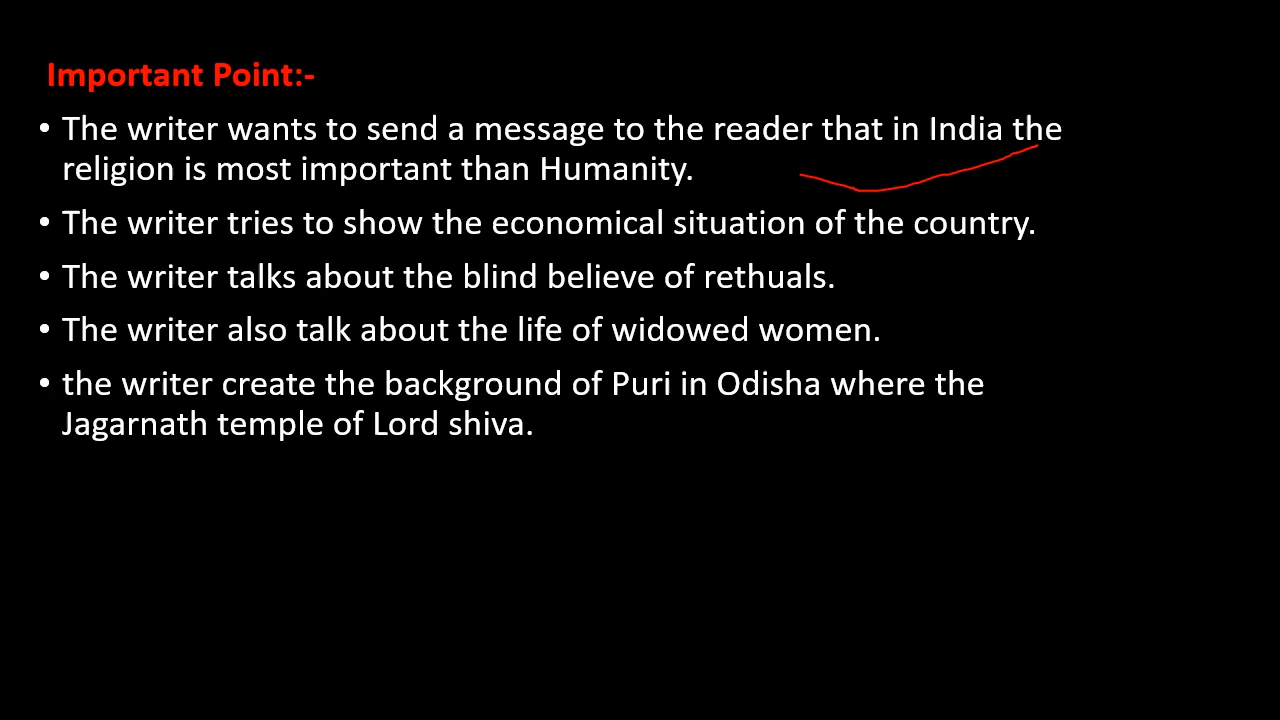 Important Point:-
• The writer wants to send a message to the reader that in India the
religion is most important than Humanity.
• The writer tries to show the economical situation of the country.
• The writer talks about the blind believe of rethuals.
• The writer also talk about the life of widowed women.
• the writer create the background of Puri in Odisha where the
Jagarnath temple of Lord shiva.